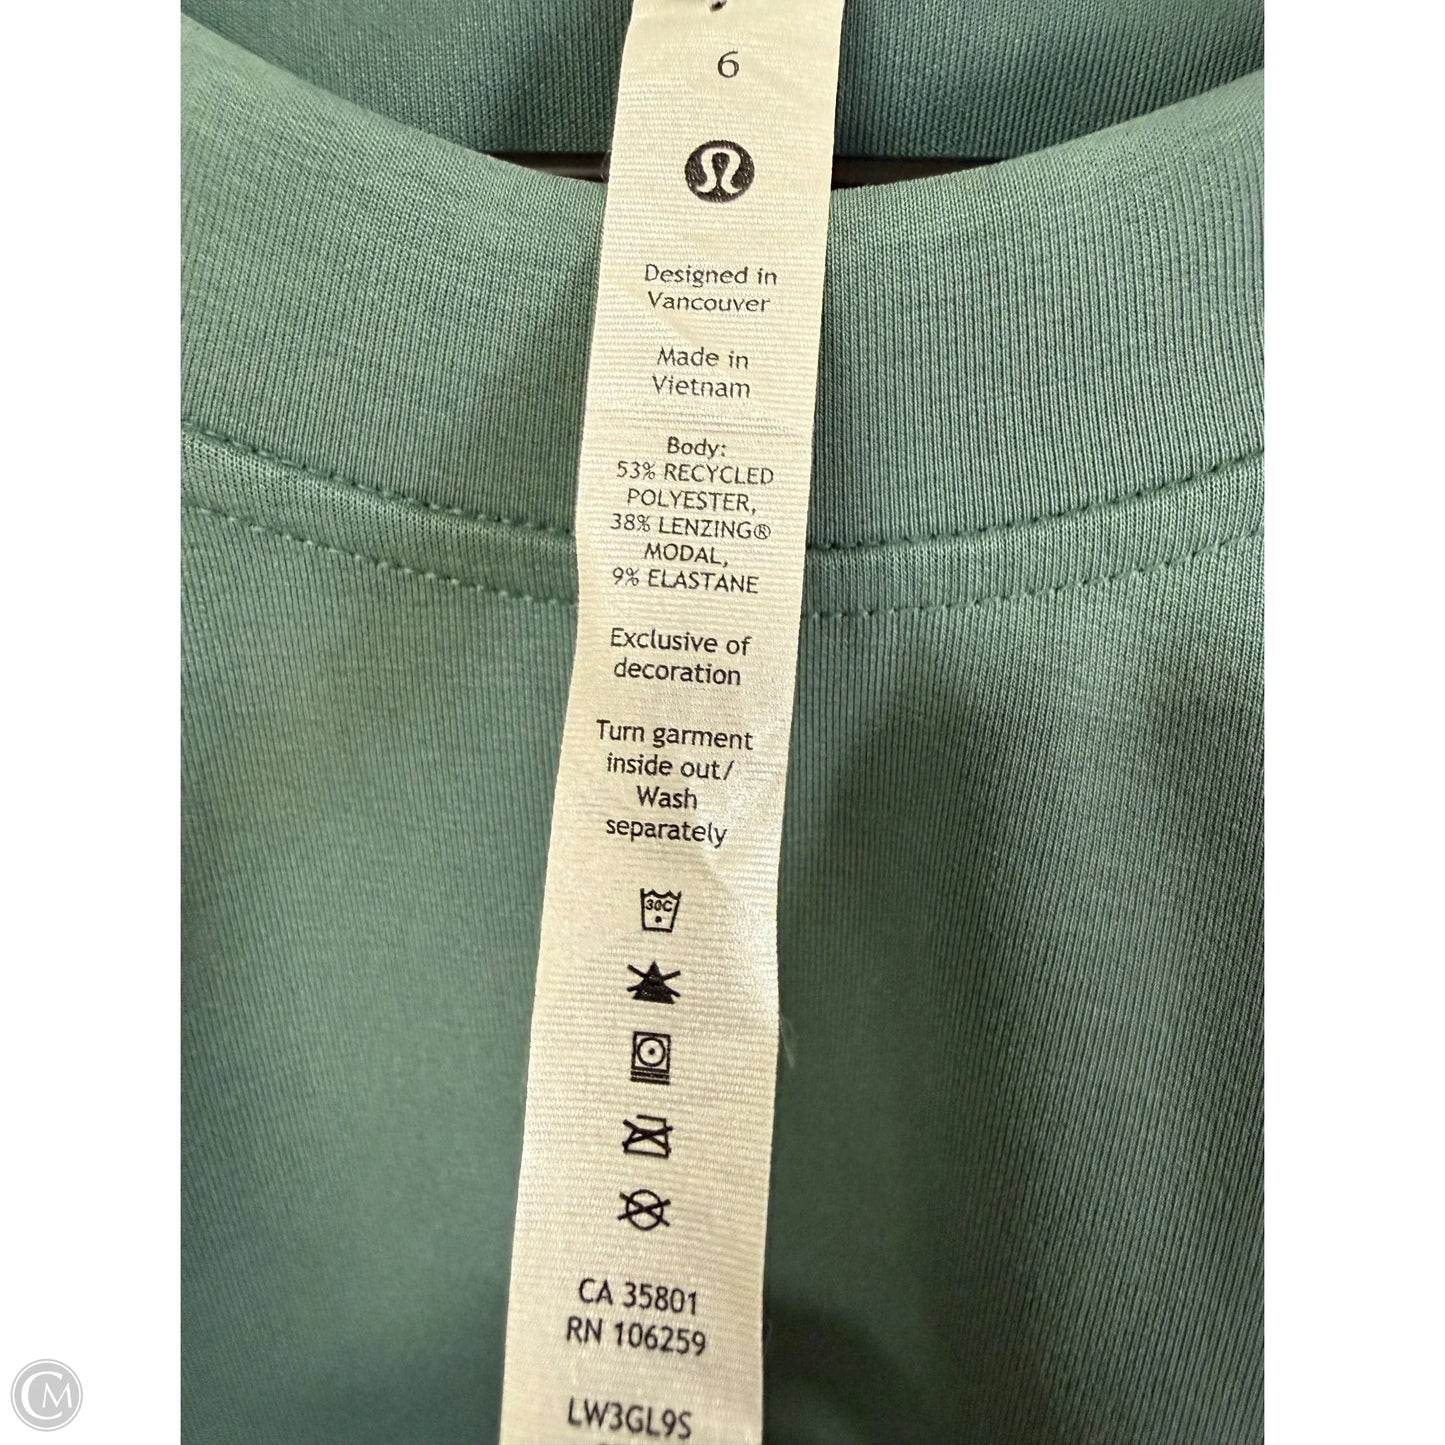 6
Designed in
Vancouver
Made in
Vietnam
Body:
53% RECYCLED
POLYESTER,
38% LENZING®
MODAL,
9% ELASTANE
Exclusive of
decoration
Turn garment
inside out/
Wash
separately
30C
CA 35801
RN 106259
LW3GL9S
CM